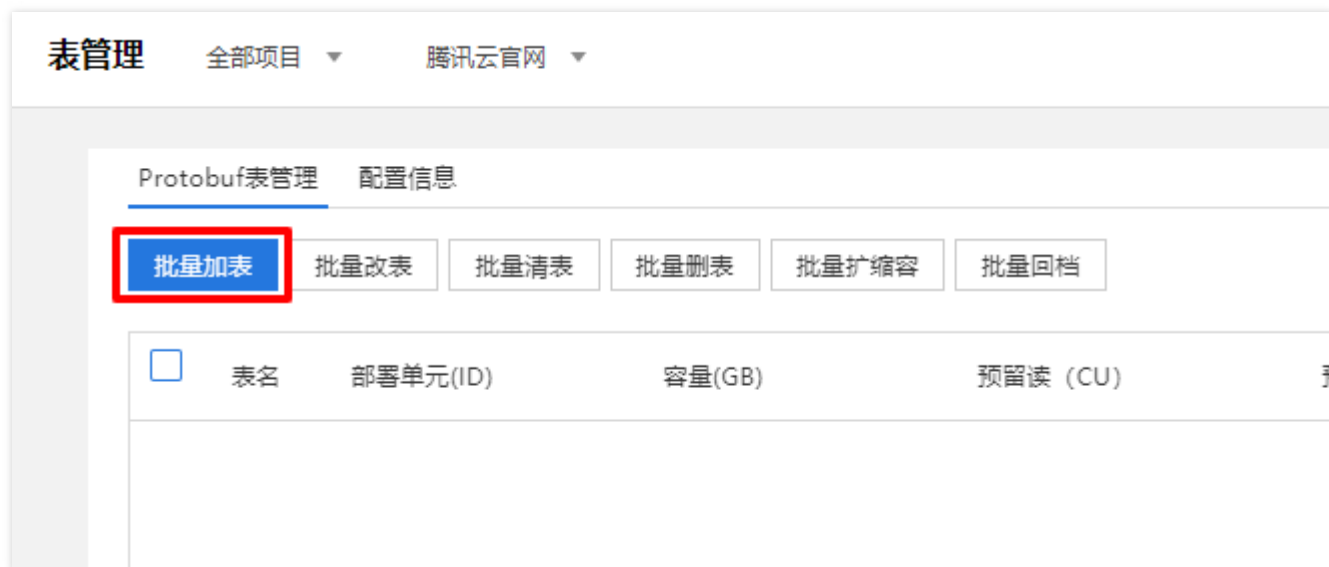 表管理 全部项目 腾讯云官网
Protobuf表管理 配置信息
批量加表 批量改表 批量清表 批量删表 批量扩缩容 批量回档
表名 部署单元(ID) 容量(GB) 预留读（CU）